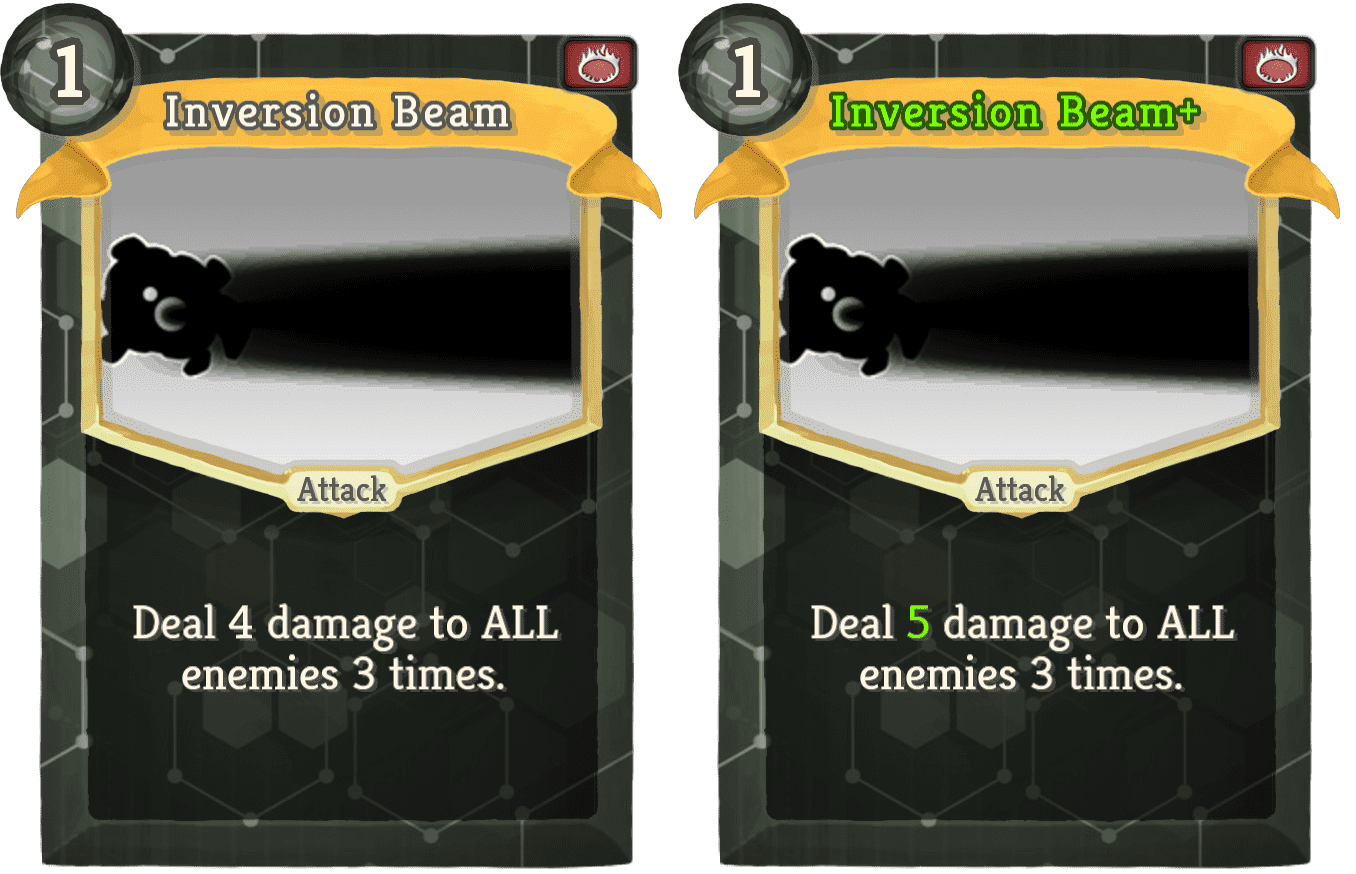 1
Inversion Beam
Attack
Deal 4 damage to ALL
enemies 3 times.
1
Inversion Beam+
Attack
Deal 5 damage to ALL
enemies 3 times.